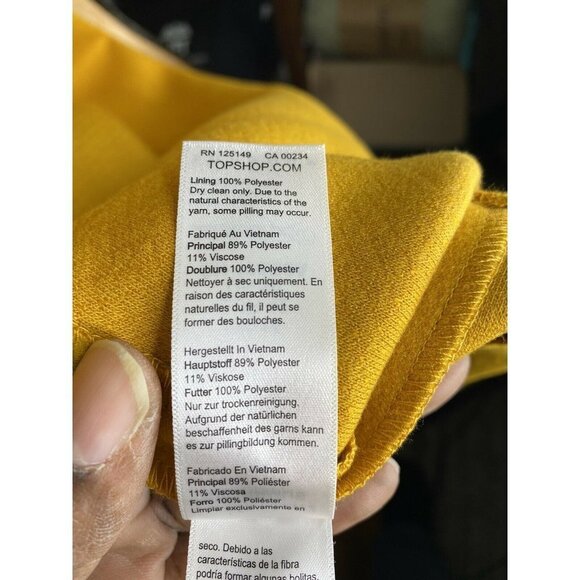 RN 125149 CA 00234
TOPSHOP.COM
Lining 100% Polyester
Dry clean only. Due to the
natural characteristics of the
yarn, some pilling may occur.
Fabriqué Au Vietnam
Principal 89% Polyester
11% Viscose
Doublure 100% Polyester
Nettoyer à sec uniquement. En
raison des caractéristiques
naturelles du fil, il peut se
former des bouloches.
Hergestellt In Vietnam
Hauptstoff 89% Polyester
11% Viskose
Futter 100% Polyester
Nur zur trockenreinigung.
Aufgrund der natürlichen
beschaffenheit des garns kann
es zur pillingbildung kommen.
Fabricado En Vietnam
Principal 89% Poliéster
11% Viscosa
Forro 100% Poliéster
Limpiar exclusivamente en
seco. Debido a las
características de la fibra
podría formar algunas bolitas.